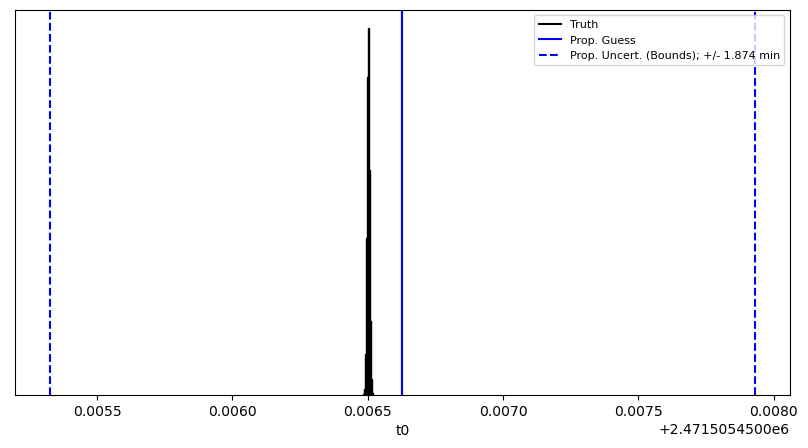 Truth
Prop. Guess
Prop. Uncert. (Bounds); +/- 1.874 min
0.0055 0.0060 0.0065 0.0070 0.0075 0.0080
t0
+2.4715054500e6